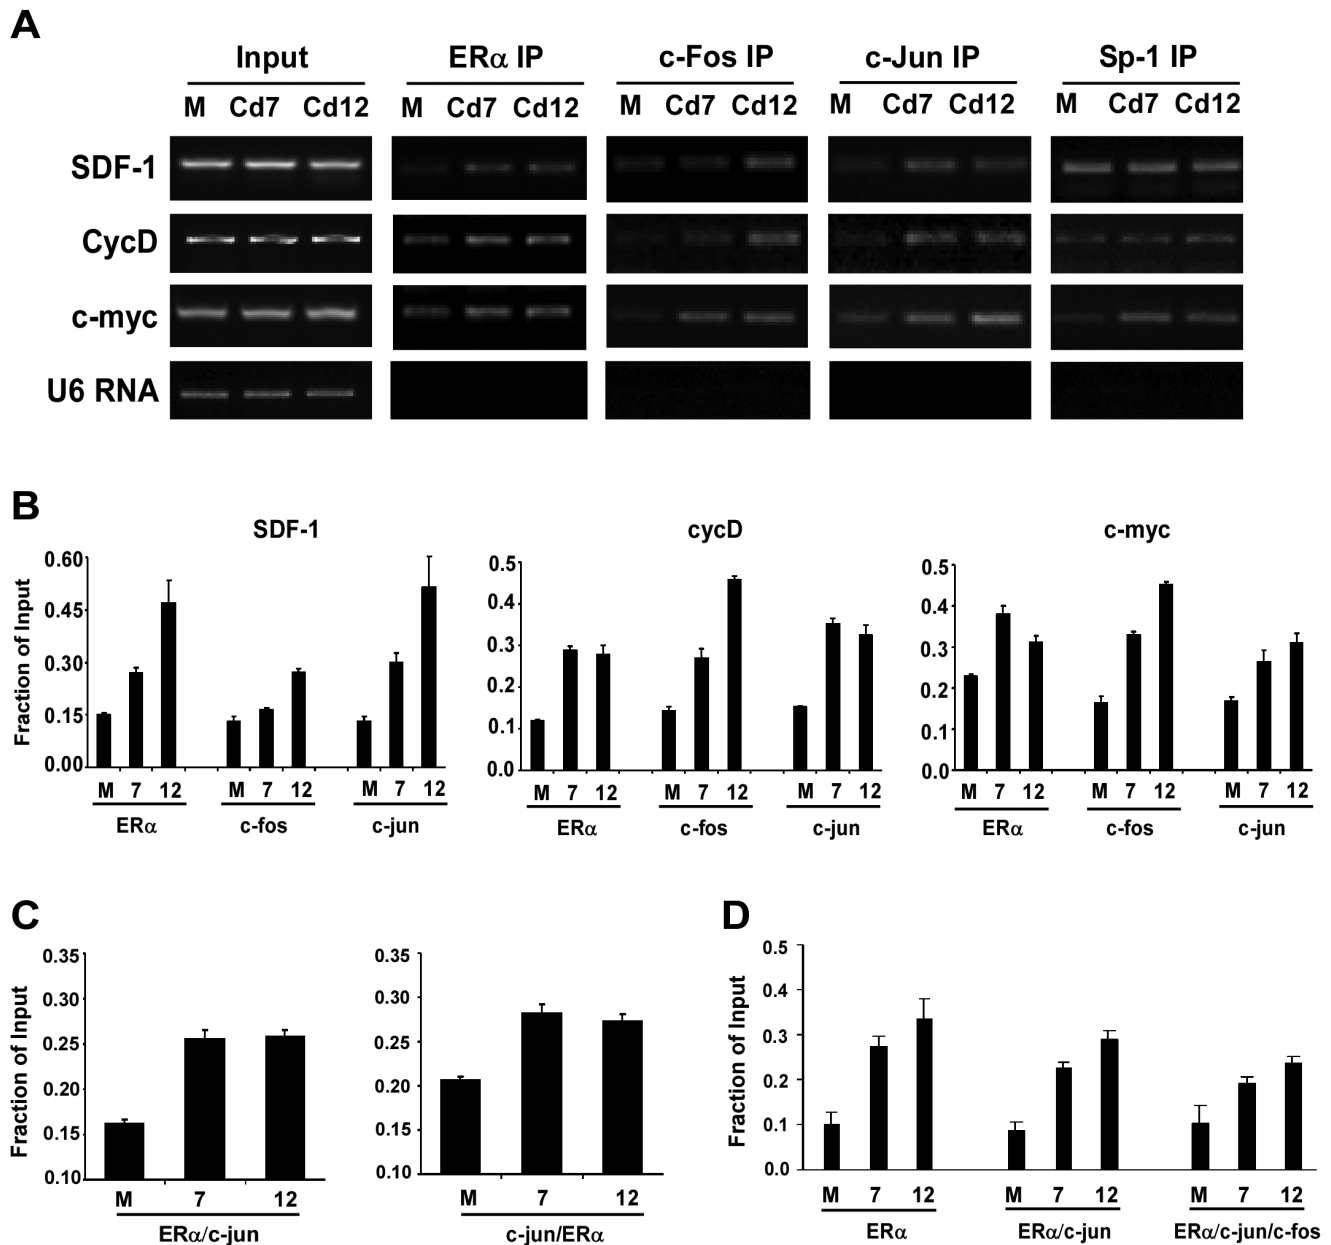 A
Input ERα IP c-Fos IP c-Jun IP Sp-1 IP
M Cd7 Cd12 M Cd7 Cd12 M Cd7 Cd12 M Cd7 Cd12 M Cd7 Cd12
SDF-1
CycD
c-myc
U6 RNA
B
SDF-1
Fraction of Input
0.60
0.45
0.30
0.15
0.00
M 7 12 M 7 12 M 7 12
ERα c-fos c-jun
cycD
0.5
0.4
0.3
0.2
0.1
0.0
M 7 12 M 7 12 M 7 12
ERα c-fos c-jun
c-myc
0.5
0.4
0.3
0.2
0.1
0.0
M 7 12 M 7 12 M 7 12
ERα c-fos c-jun
C
Fraction of Input
0.35
0.30
0.25
0.20
0.15
0.10
M 7 12
ERα/c-jun
0.35
0.30
0.25
0.20
0.15
0.10
M 7 12
c-jun/ERα
D
Fraction of Input
0.5
0.4
0.3
0.2
0.1
0.0
M 7 12 M 7 12 M 7 12
ERα ERα/c-jun ERα/c-jun/c-fos